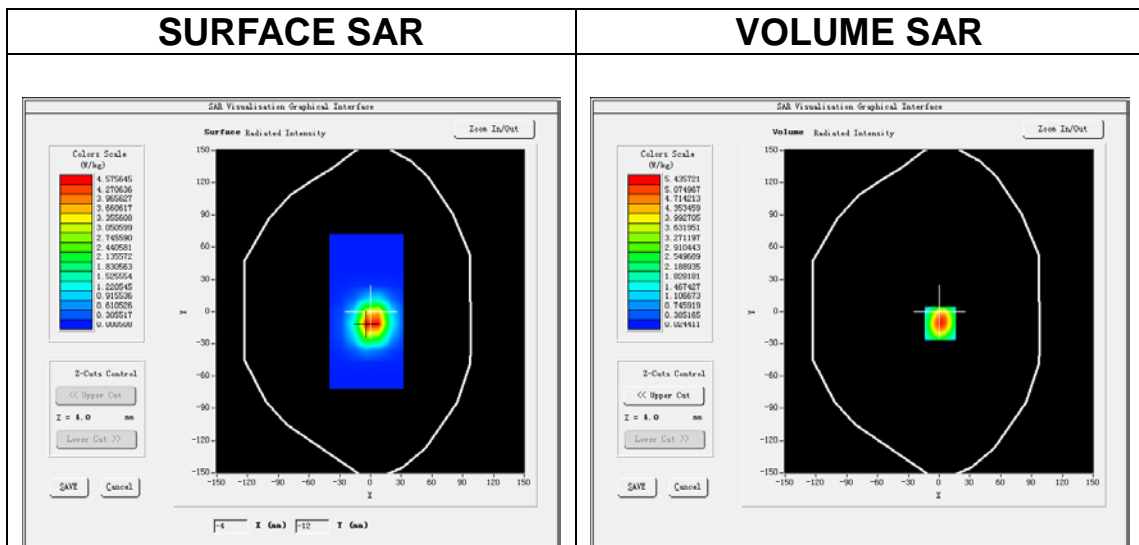 SURFACE SAR
VOLUME SAR
SAR Visualisation Graphical Interface
Surface Radiated Intensity
Zoom In/Out
Colors Scale
(W/kg)
4.575645
4.270636
3.965627
3.660617
3.355608
3.050599
2.745590
2.440581
2.135572
1.830563
1.525554
1.220545
0.915536
0.610526
0.305517
0.000508
Z-Cuts Control
<< Upper Cut
Z = 4.0 mm
Lower Cut >>
SAVE
Cancel
150
120
90
60
30
0
-30
-60
-90
-120
-150
Y
-150 -120 -90 -60 -30 0 30 60 90 120 150
X
-4 X (mm) -12 Y (mm)
SAR Visualisation Graphical Interface
Volume Radiated Intensity
Zoom In/Out
Colors Scale
(W/kg)
5.435721
5.074967
4.714213
4.353459
3.992705
3.631951
3.271197
2.910443
2.549689
2.188935
1.828181
1.467427
1.106673
0.745919
0.385165
0.024411
Z-Cuts Control
<< Upper Cut
Z = 4.0 mm
Lower Cut >>
SAVE
Cancel
150
120
90
60
30
0
-30
-60
-90
-120
-150
Y
-150 -120 -90 -60 -30 0 30 60 90 120 150
X